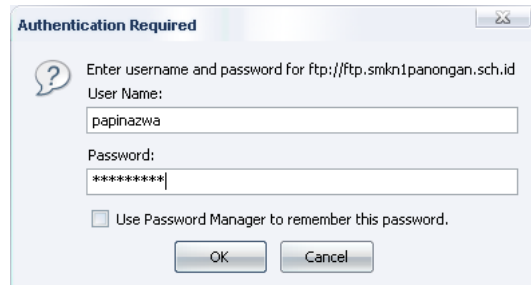 Authentication Required
Enter username and password for ftp://ftp.smkn1panongan.sch.id
User Name:
papinazwa
Password:
*********
Use Password Manager to remember this password.
OK
Cancel